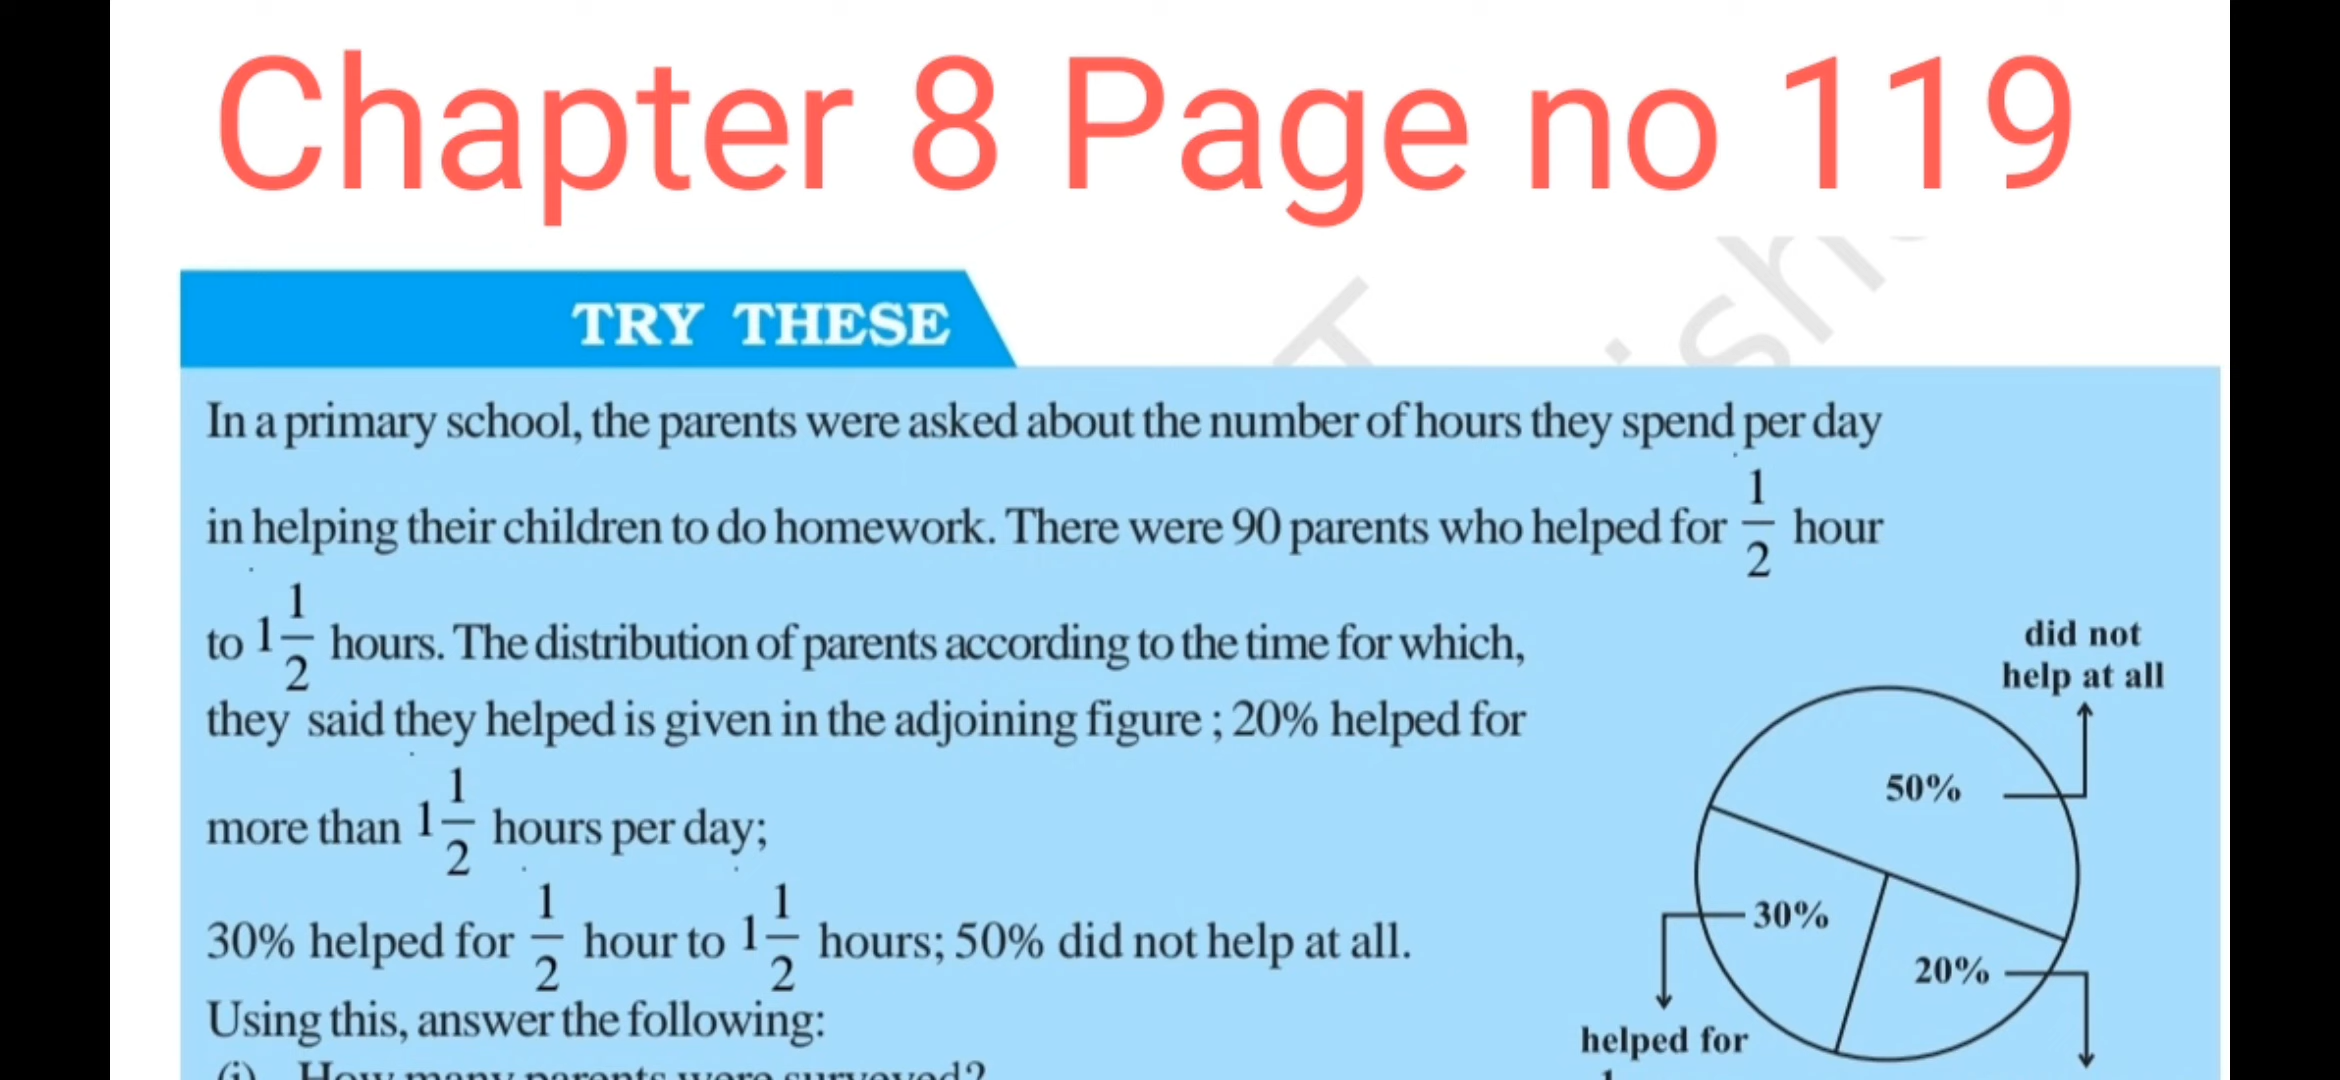 Chapter 8 Page no 119
TRY THESE
In a primary school, the parents were asked about the number of hours they spend per day
in helping their children to do homework. There were 90 parents who helped for 1/2 hour
to 1 1/2 hours. The distribution of parents according to the time for which,
they said they helped is given in the adjoining figure ; 20% helped for
more than 1 1/2 hours per day;
30% helped for 1/2 hour to 1 1/2 hours; 50% did not help at all.
Using this, answer the following:
(i) How many parents were surveyed?
did not
help at all
50%
30%
20%
helped for